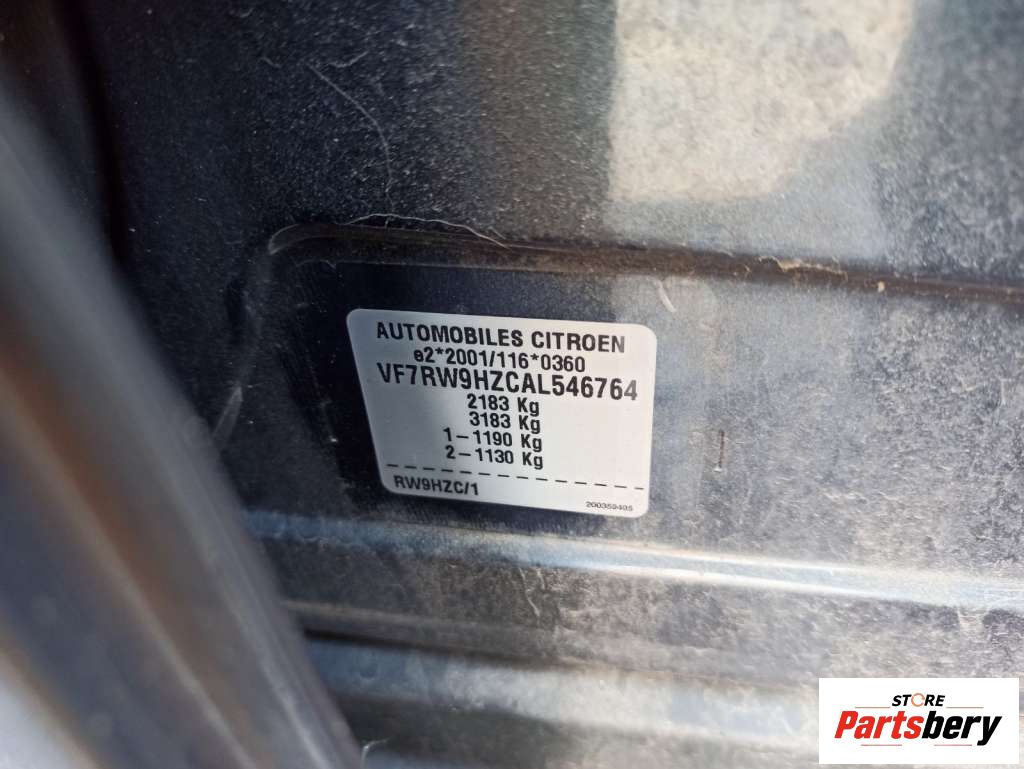 AUTOMOBILES CITROEN
e2*2001/116*0360
VF7RW9HZCAL546764
2183 Kg
3183 Kg
1-1190 Kg
2-1130 Kg
RW9HZC/1
200359495
STORE
Partsbery